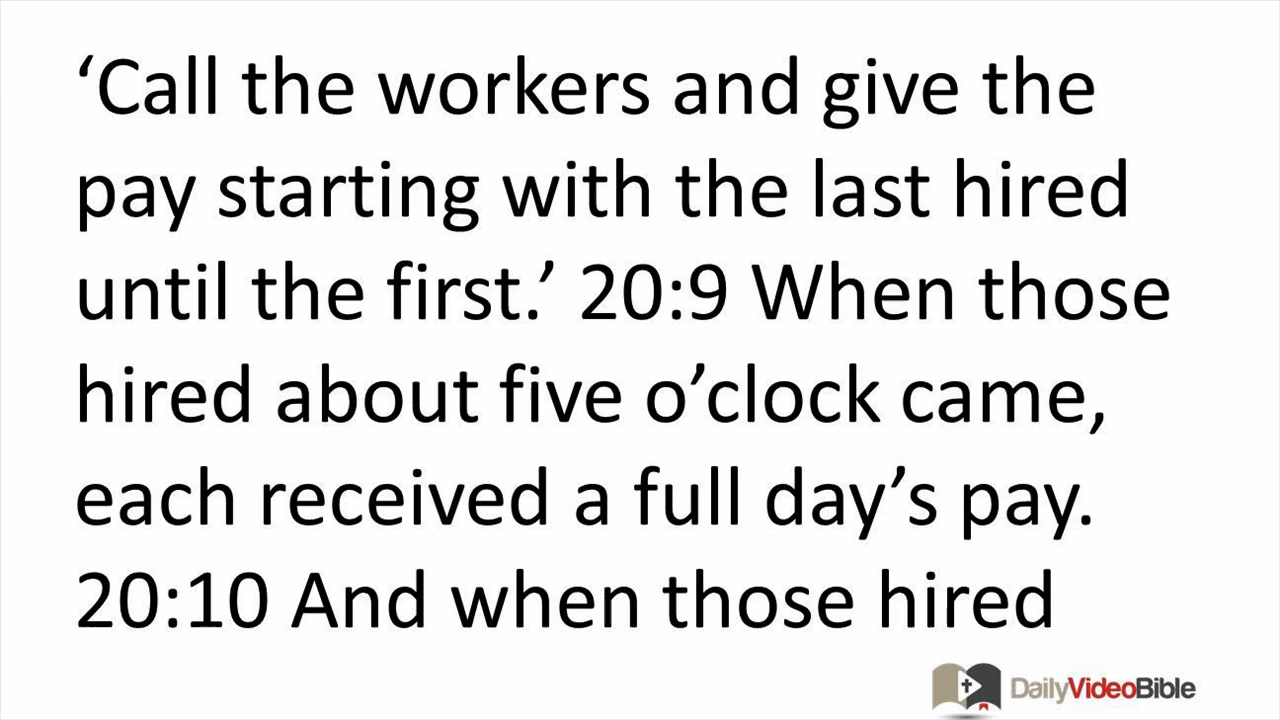 ‘Call the workers and give the
pay starting with the last hired
until the first.’ 20:9 When those
hired about five o’clock came,
each received a full day’s pay.
20:10 And when those hired
DailyVideoBible